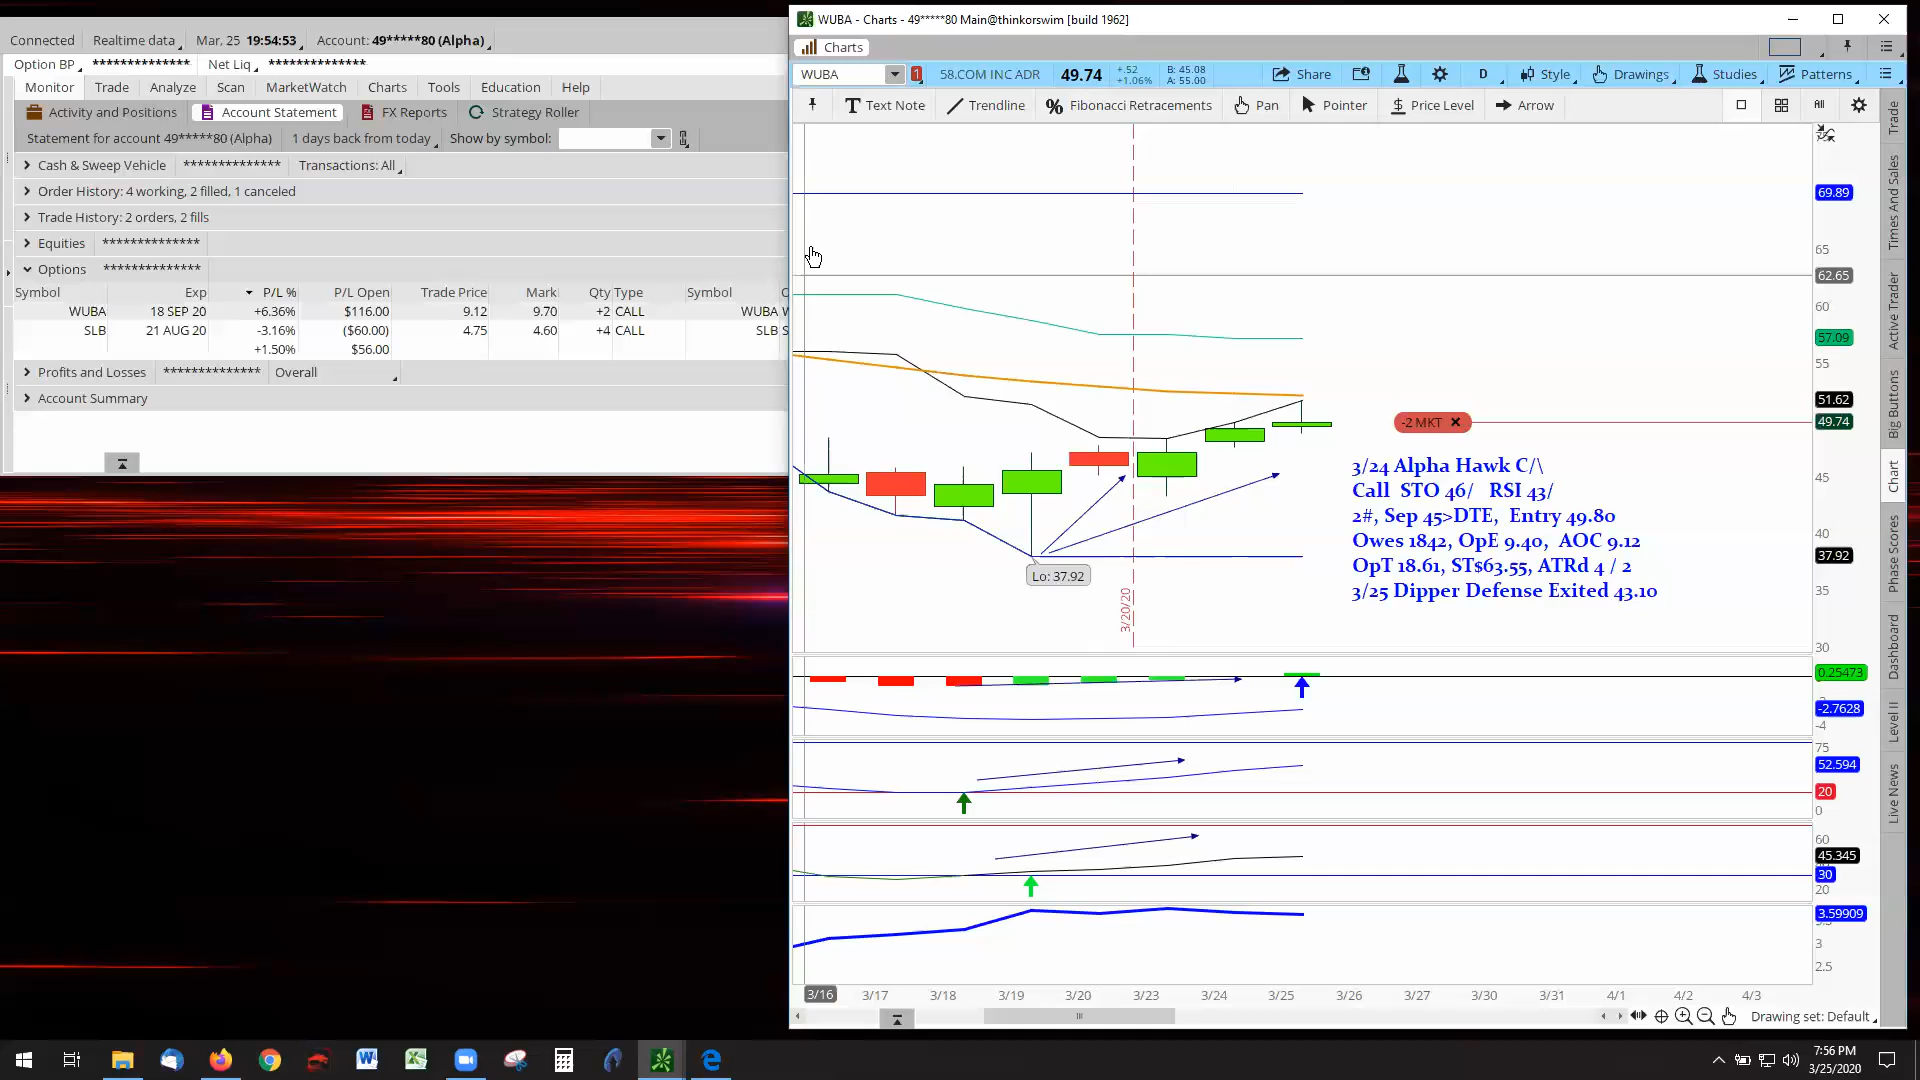 WUBA - Charts - 49*****80 Main@thinkorswim [build 1962]
Connected Realtime data Mar, 25 19:54:53 Account: 49*****80 (Alpha)
Charts
Option BP ************** Net Liq **************
WUBA 1 58.COM INC ADR 49.74 +.52 +1.06% B: 45.08 A: 55.00 Share D Style Drawings Studies Patterns
Monitor Trade Analyze Scan MarketWatch Charts Tools Education Help
Text Note Trendline Fibonacci Retracements Pan Pointer Price Level Arrow All
Activity and Positions Account Statement FX Reports Strategy Roller
Statement for account 49*****80 (Alpha) 1 days back from today Show by symbol:
Cash & Sweep Vehicle ************** Transactions: All
Order History: 4 working, 2 filled, 1 canceled
Trade History: 2 orders, 2 fills
Equities **************
Options **************
Symbol Exp P/L % P/L Open Trade Price Mark Qty Type Symbol
WUBA 18 SEP 20 +6.36% $116.00 9.12 9.70 +2 CALL WUBA
SLB 21 AUG 20 -3.16% ($60.00) 4.75 4.60 +4 CALL SLB
+1.50% $56.00
Profits and Losses ************** Overall
Account Summary
69.89
65
62.65
60
57.09
55
51.62
49.74
45
40
37.92
35
30
-2 MKT
3/24 Alpha Hawk C/\
Call STO 46/ RSI 43/
2#, Sep 45>DTE, Entry 49.80
Owes 1842, OpE 9.40, AOC 9.12
OpT 18.61, ST$63.55, ATRd 4 / 2
3/25 Dipper Defense Exited 43.10
Lo: 37.92
3/20/20
0.25473
-2.7628
-4
75
52.594
20
0
60
45.345
30
20
3.59909
3
2.5
3/16 3/17 3/18 3/19 3/20 3/23 3/24 3/25 3/26 3/27 3/30 3/31 4/1 4/2 4/3
Drawing set: Default
Trade
Times And Sales
Active Trader
Big Buttons
Chart
Phase Scores
Dashboard
Level II
Live News
7:56 PM
3/25/2020